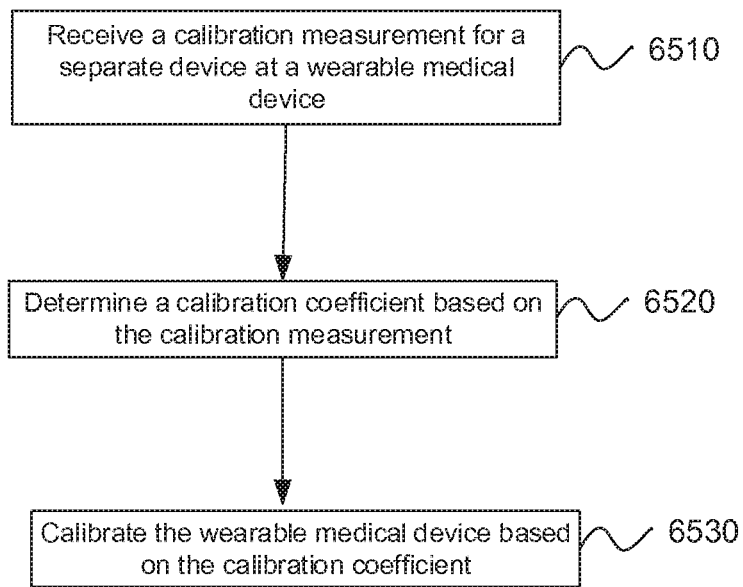 Receive a calibration measurement for a
separate device at a wearable medical
device
6510
Determine a calibration coefficient based on
the calibration measurement
6520
Calibrate the wearable medical device based
on the calibration coefficient
6530